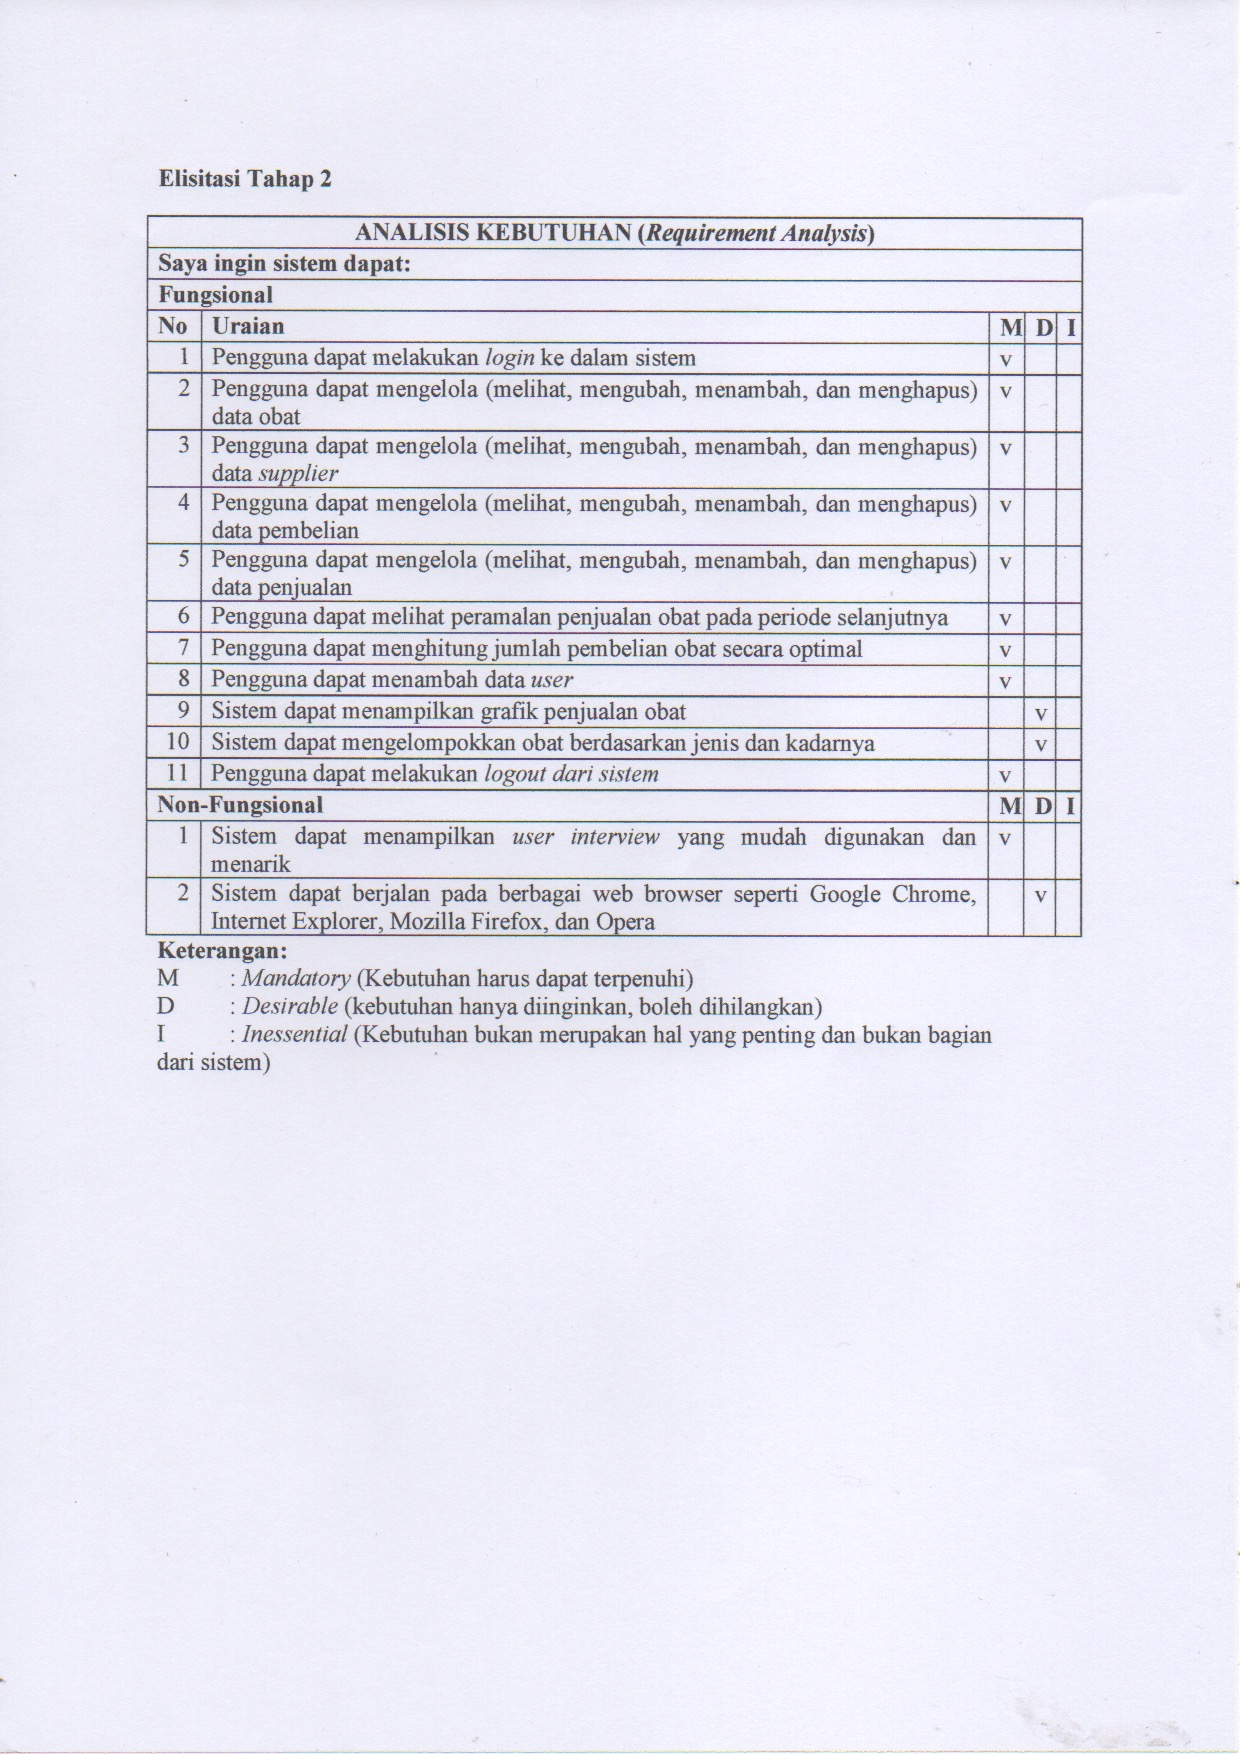 Elisitasi Tahap 2
ANALISIS KEBUTUHAN (Requirement Analysis)
Saya ingin sistem dapat:
Fungsional
No Uraian M D I
1 Pengguna dapat melakukan login ke dalam sistem v
2 Pengguna dapat mengelola (melihat, mengubah, menambah, dan menghapus) v
data obat
3 Pengguna dapat mengelola (melihat, mengubah, menambah, dan menghapus) v
data supplier
4 Pengguna dapat mengelola (melihat, mengubah, menambah, dan menghapus) v
data pembelian
5 Pengguna dapat mengelola (melihat, mengubah, menambah, dan menghapus) v
data penjualan
6 Pengguna dapat melihat peramalan penjualan obat pada periode selanjutnya v
7 Pengguna dapat menghitung jumlah pembelian obat secara optimal v
8 Pengguna dapat menambah data user v
9 Sistem dapat menampilkan grafik penjualan obat v
10 Sistem dapat mengelompokkan obat berdasarkan jenis dan kadarnya v
11 Pengguna dapat melakukan logout dari sistem v
Non-Fungsional M D I
1 Sistem dapat menampilkan user interview yang mudah digunakan dan v
menarik
2 Sistem dapat berjalan pada berbagai web browser seperti Google Chrome, v
Internet Explorer, Mozilla Firefox, dan Opera
Keterangan:
M : Mandatory (Kebutuhan harus dapat terpenuhi)
D : Desirable (kebutuhan hanya diinginkan, boleh dihilangkan)
I : Inessential (Kebutuhan bukan merupakan hal yang penting dan bukan bagian
dari sistem)